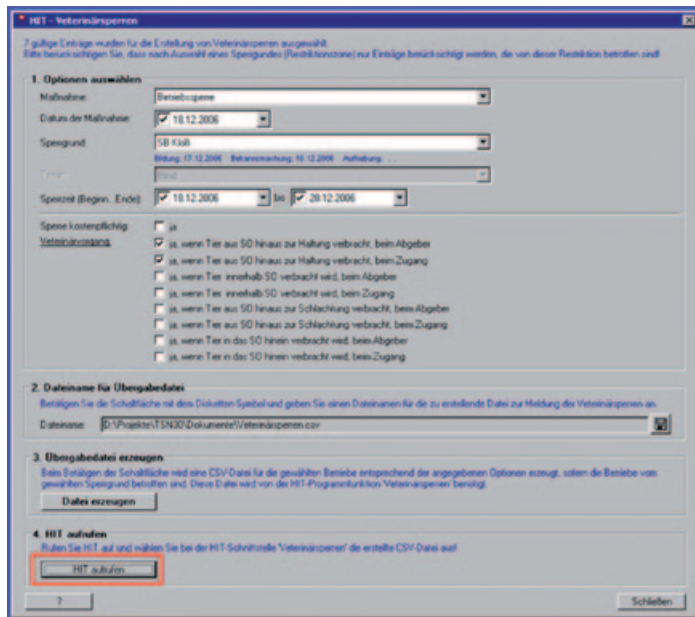 HIT - Veterinärsperren
7 gültige Einträge wurden für die Erstellung von Veterinärsperren ausgewählt.
Bitte berücksichtigen Sie, dass nach Auswahl eines Sperrgrundes (Restriktionszone) nur Einträge berücksichtigt werden, die von dieser Restriktion betroffen sind!
1. Optionen auswählen
Maßnahme: Betriebssperre
Datum der Maßnahme: 18.12.2006
Sperrgrund: SB Kloß
Bildung: 17.12.2006 Bekanntmachung: 18.12.2006 Aufhebung: . .
Rind
Sperrzeit (Beginn...Ende): 18.12.2006 bis 28.12.2006
Sperre kostenpflichtig: ja
Veterinärvorgang: ja, wenn Tier aus SO hinaus zur Haltung verbracht, beim Abgeber
ja, wenn Tier aus SO hinaus zur Haltung verbracht, beim Zugang
ja, wenn Tier innerhalb SO verbracht wird, beim Abgeber
ja, wenn Tier innerhalb SO verbracht wird, beim Zugang
ja, wenn Tier aus SO hinaus zur Schlachtung verbracht, beim Abgeber
ja, wenn Tier aus SO hinaus zur Schlachtung verbracht, beim Zugang
ja, wenn Tier in das SO hinein verbracht wird, beim Abgeber
ja, wenn Tier in das SO hinein verbracht wird, beim Zugang
2. Dateiname für Übergabedatei
Betätigen Sie die Schaltfläche mit dem Disketten-Symbol und geben Sie einen Dateinamen für die zu erstellende Datei zur Meldung der Veterinärsperren an.
Dateiname: D:\Projekte\TSN30\Dokumente\Veterinärsperren.csv
3. Übergabedatei erzeugen
Beim Betätigen der Schaltfläche wird eine CSV-Datei für die gewählten Betriebe entsprechend der angegebenen Optionen erzeugt, sofern die Betriebe vom
gewählten Sperrgrund betroffen sind. Diese Datei wird von der HIT-Programmfunktion 'Veterinärsperren' benötigt.
Datei erzeugen
4. HIT aufrufen
Rufen Sie HIT auf und wählen Sie bei der HIT-Schnittstelle 'Veterinärsperren' die erstellte CSV-Datei aus!
HIT aufrufen
? Schließen